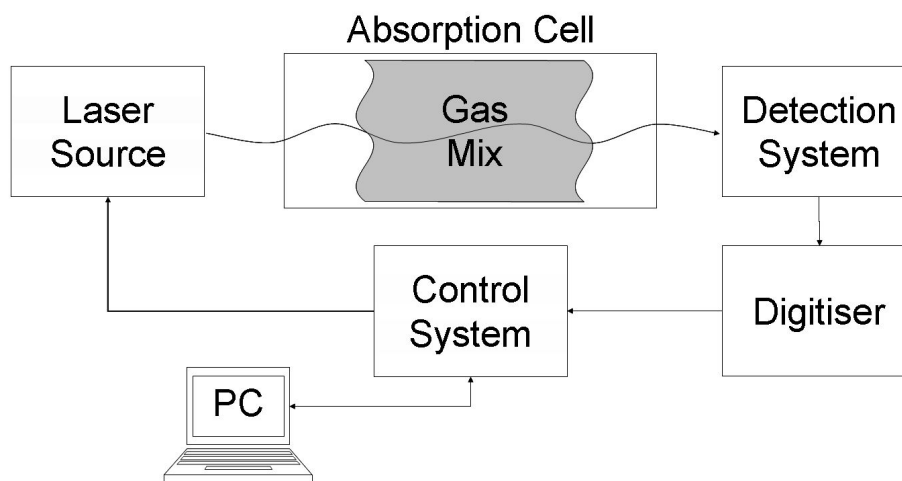 Absorption Cell
Laser
Source
Gas
Mix
Detection
System
Control
System
Digitiser
PC